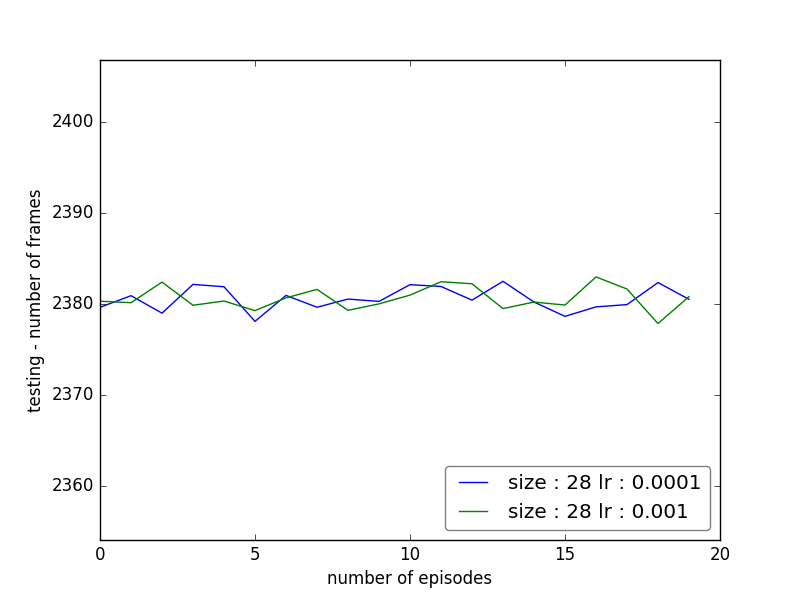 2400
2390
2380
2370
2360
testing - number of frames
0
5
10
15
20
number of episodes
size : 28 lr : 0.0001
size : 28 lr : 0.001